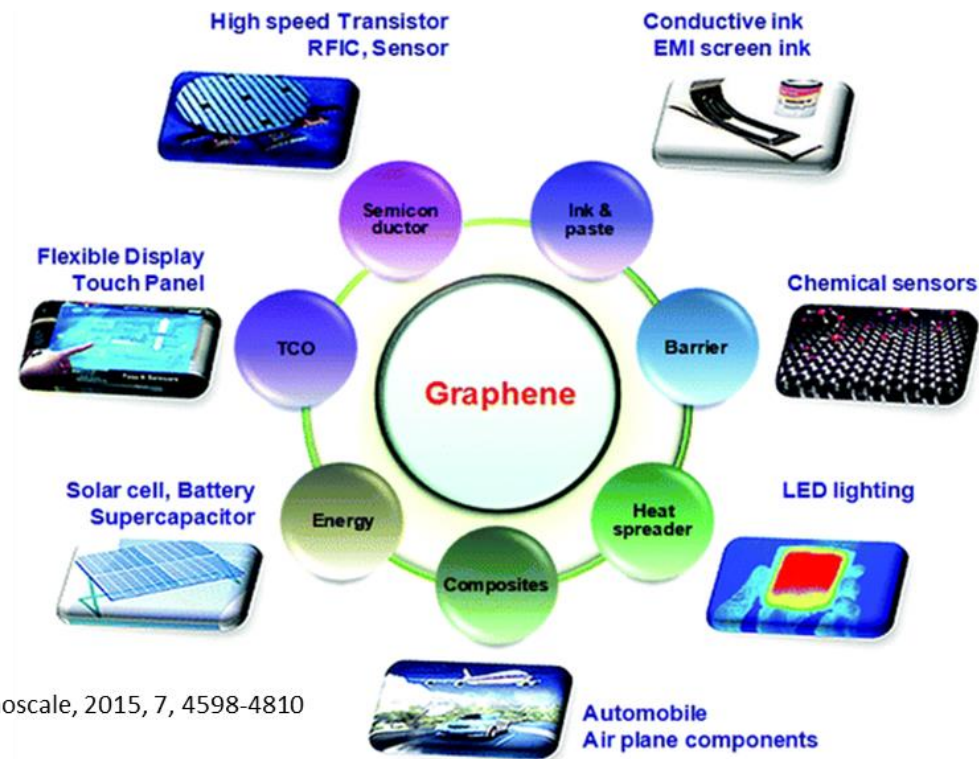 High speed Transistor
RFIC, Sensor
Conductive ink
EMI screen ink
Semicon
ductor
Ink &
paste
Flexible Display
Touch Panel
Chemical sensors
TCO
Barrier
Graphene
Solar cell, Battery
Supercapacitor
LED lighting
Energy
Heat
spreader
Composites
oscale, 2015, 7, 4598-4810
Automobile
Air plane components